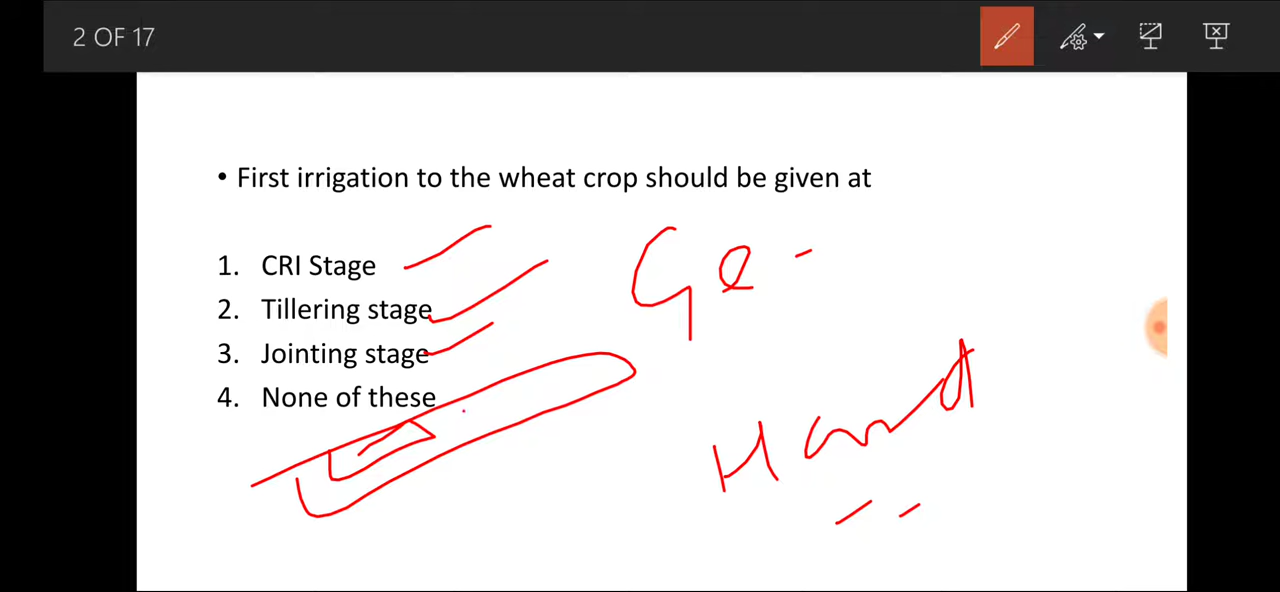 2 OF 17
• First irrigation to the wheat crop should be given at
1. CRI Stage
2. Tillering stage
3. Jointing stage
4. None of these
Ge
Hand